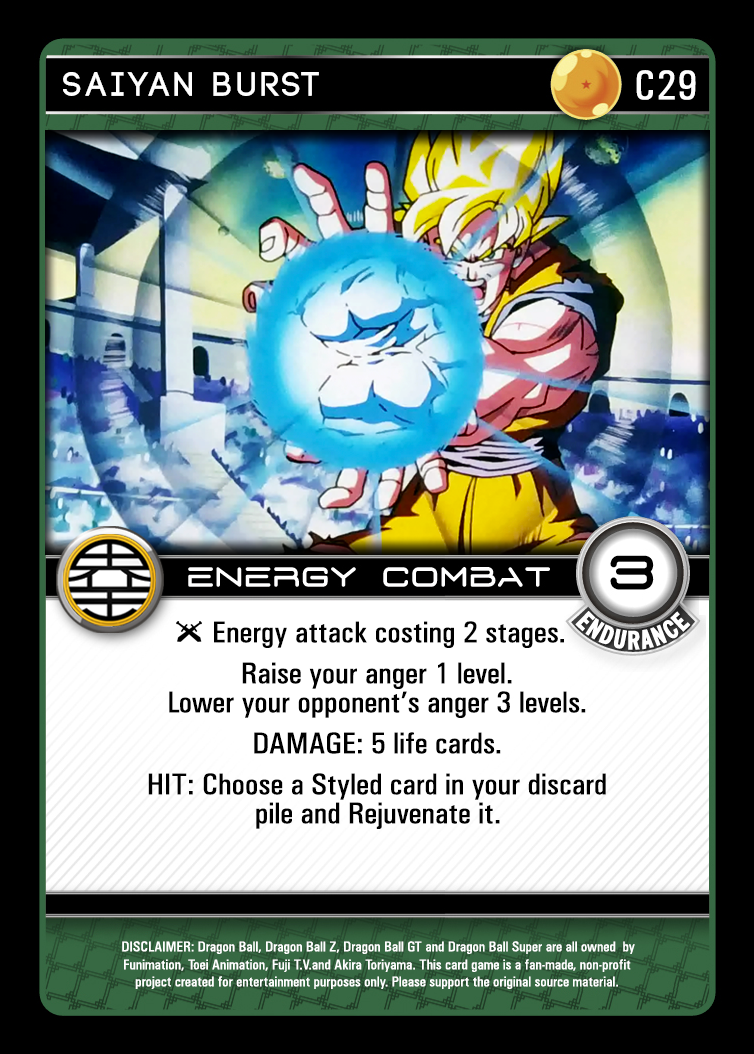 SAIYAN BURST
C29
ENERGY COMBAT
3
ENDURANCE
Energy attack costing 2 stages.
Raise your anger 1 level.
Lower your opponent's anger 3 levels.
DAMAGE: 5 life cards.
HIT: Choose a Styled card in your discard
pile and Rejuvenate it.
DISCLAIMER: Dragon Ball, Dragon Ball Z, Dragon Ball GT and Dragon Ball Super are all owned by
Funimation, Toei Animation, Fuji T.V.and Akira Toriyama. This card game is a fan-made, non-profit
project created for entertainment purposes only. Please support the original source material.